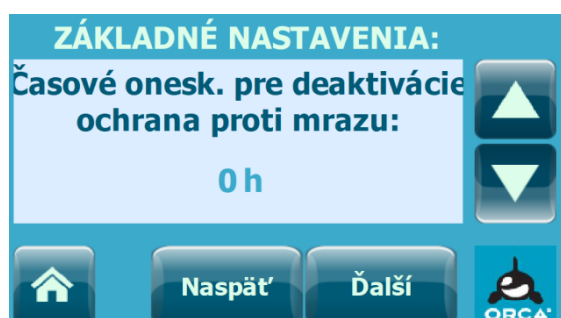 ZÁKLADNÉ NASTAVENIA:
Časové onesk. pre deaktivácie
ochrana proti mrazu:
0 h
Naspäť
Ďalší
ORCA